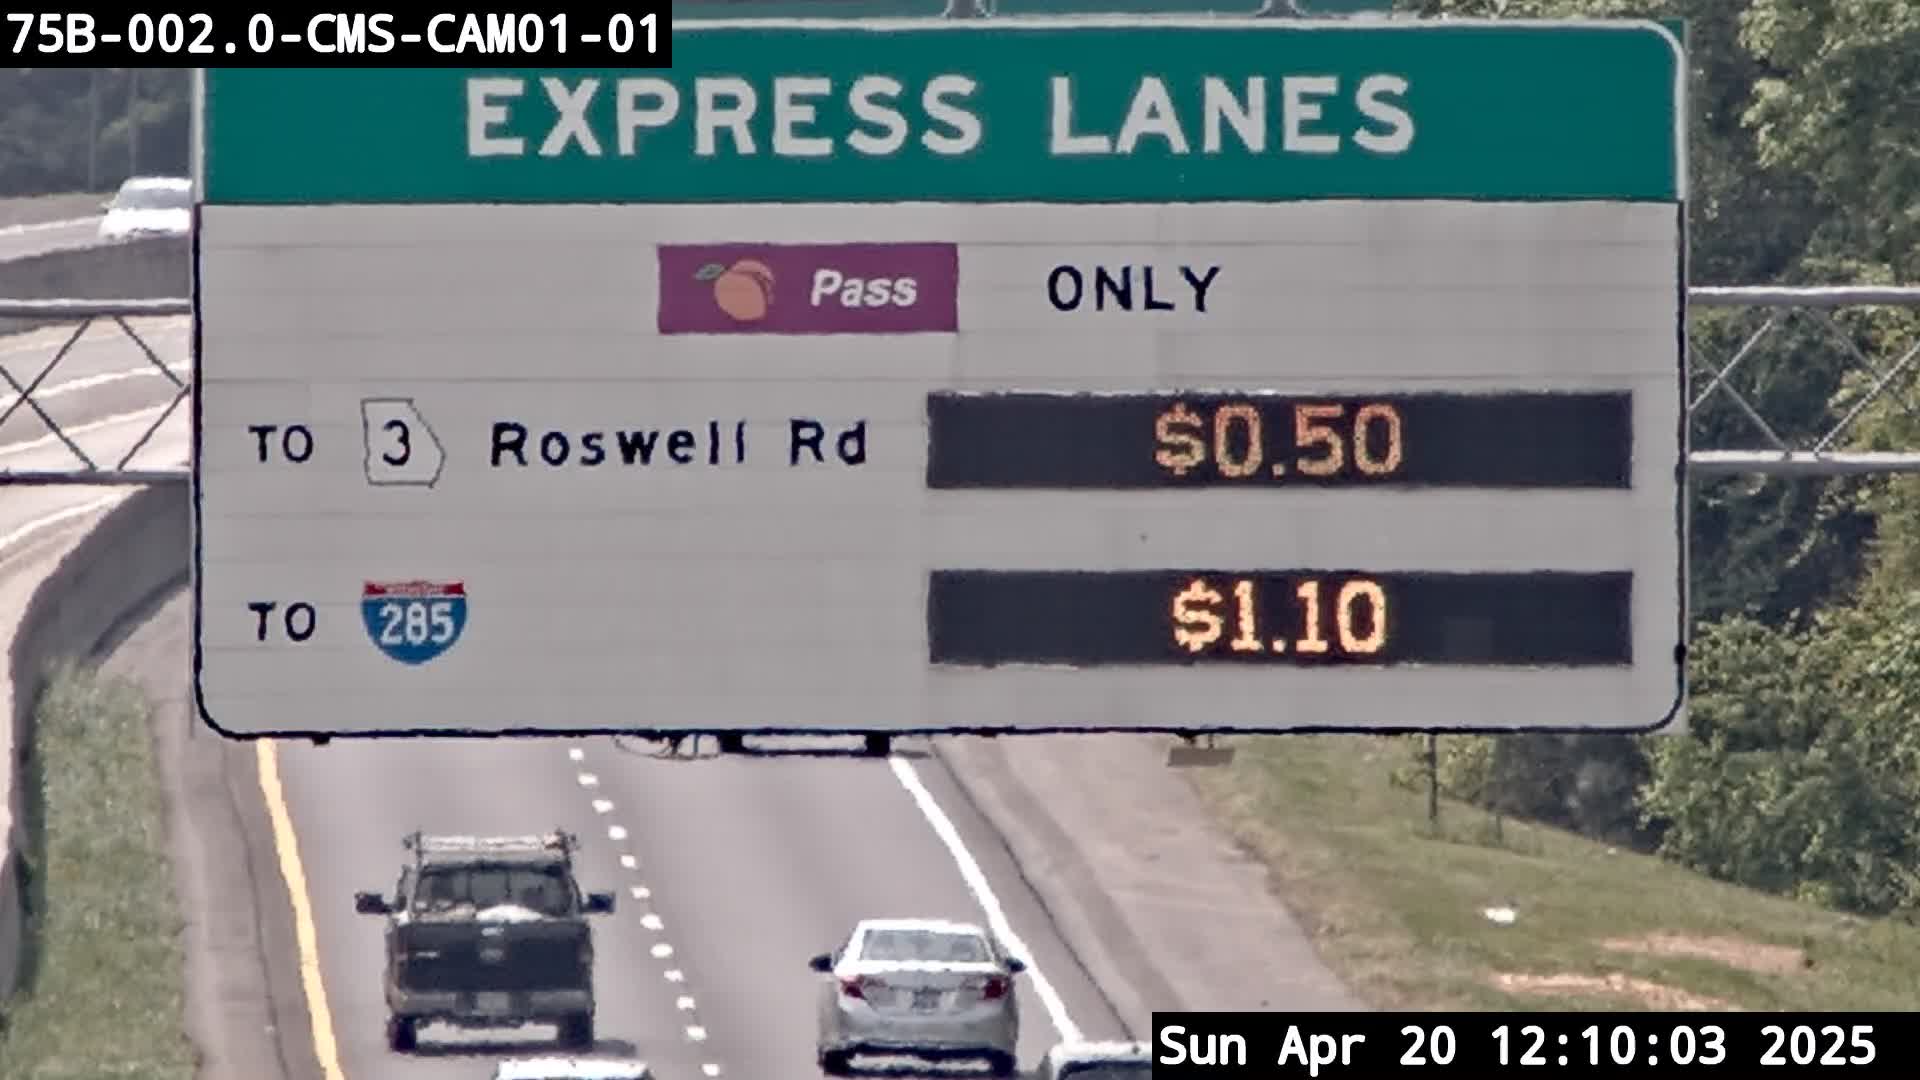 75B-002.0-CMS-CAM01-01
EXPRESS LANES
Pass ONLY
TO 3 Roswell Rd $0.50
TO 285 $1.10
Sun Apr 20 12:10:03 2025